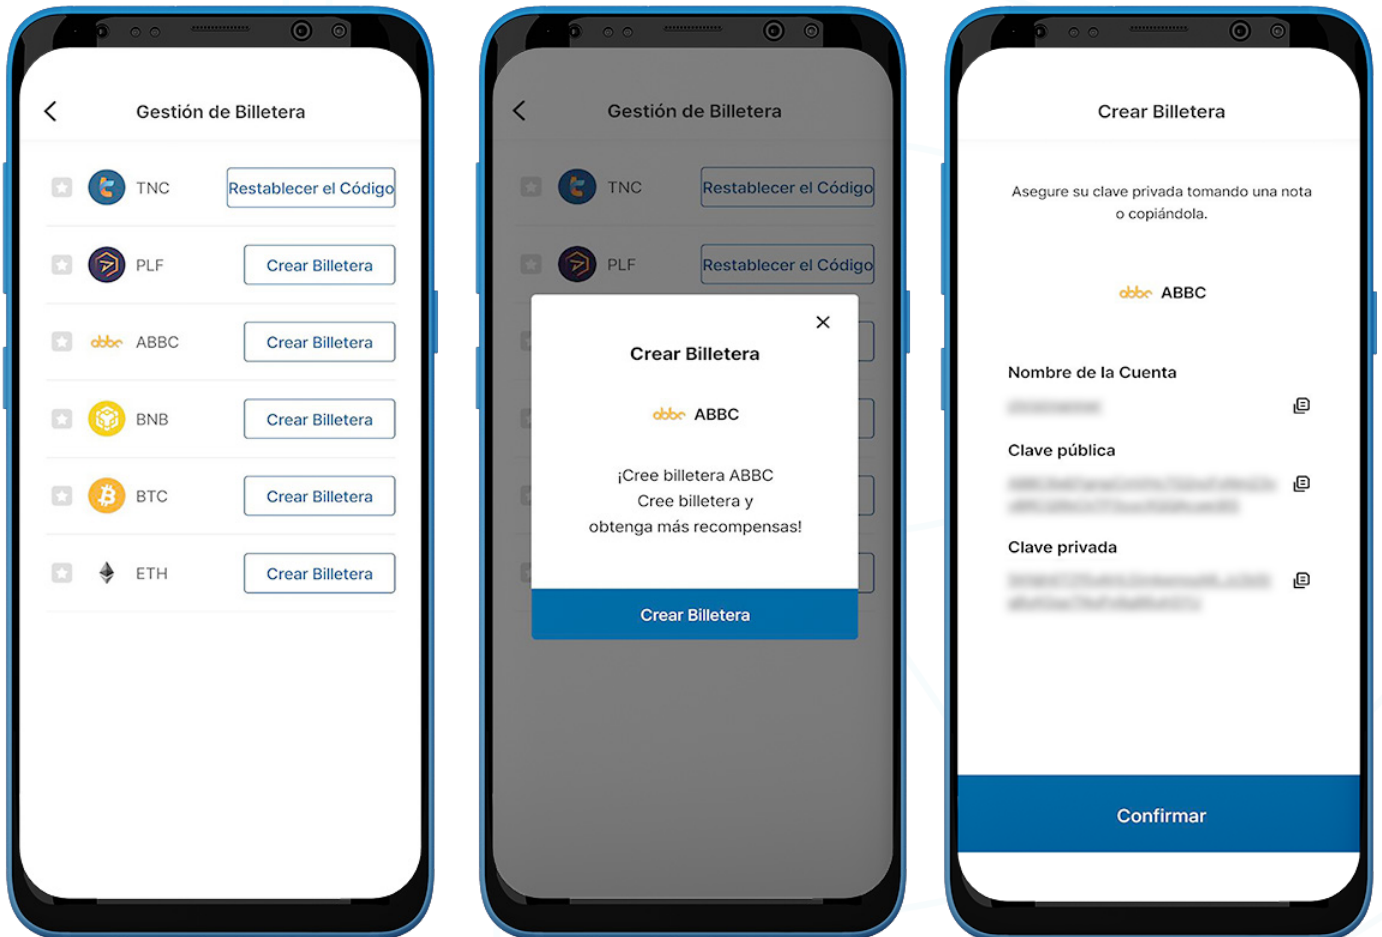 Gestión de Billetera
TNC
Restablecer el Código
PLF
Crear Billetera
abbc ABBC
Crear Billetera
BNB
Crear Billetera
BTC
Crear Billetera
ETH
Crear Billetera
Gestión de Billetera
TNC
Restablecer el Código
PLF
Restablecer el Código
Crear Billetera
abbc ABBC
¡Cree billetera ABBC
Cree billetera y
obtenga más recompensas!
Crear Billetera
Crear Billetera
Asegure su clave privada tomando una nota
o copiándola.
abbc ABBC
Nombre de la Cuenta
Clave pública
Clave privada
Confirmar